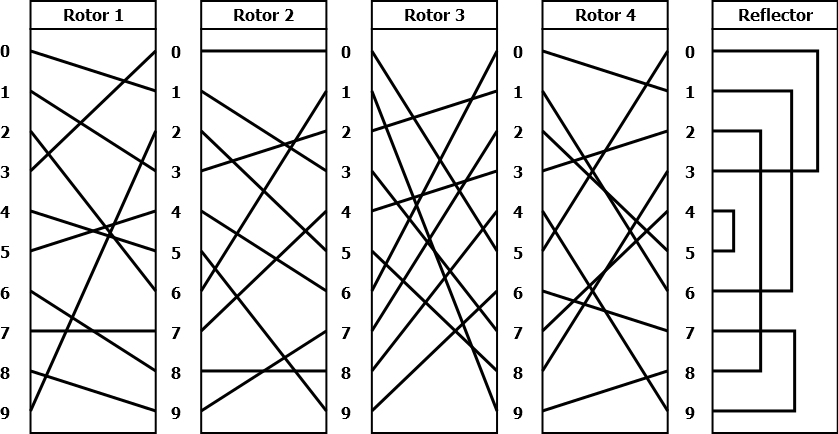 Rotor 1 Rotor 2 Rotor 3 Rotor 4 Reflector
0 0 0 0 0
1 1 1 1 1
2 2 2 2 2
3 3 3 3 3
4 4 4 4 4
5 5 5 5 5
6 6 6 6 6
7 7 7 7 7
8 8 8 8 8
9 9 9 9 9